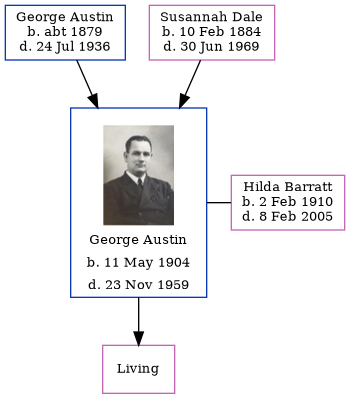 George Austin
b. abt 1879
d. 24 Jul 1936
Susannah Dale
b. 10 Feb 1884
d. 30 Jun 1969
George Austin
b. 11 May 1904
d. 23 Nov 1959
Hilda Barratt
b. 2 Feb 1910
d. 8 Feb 2005
Living